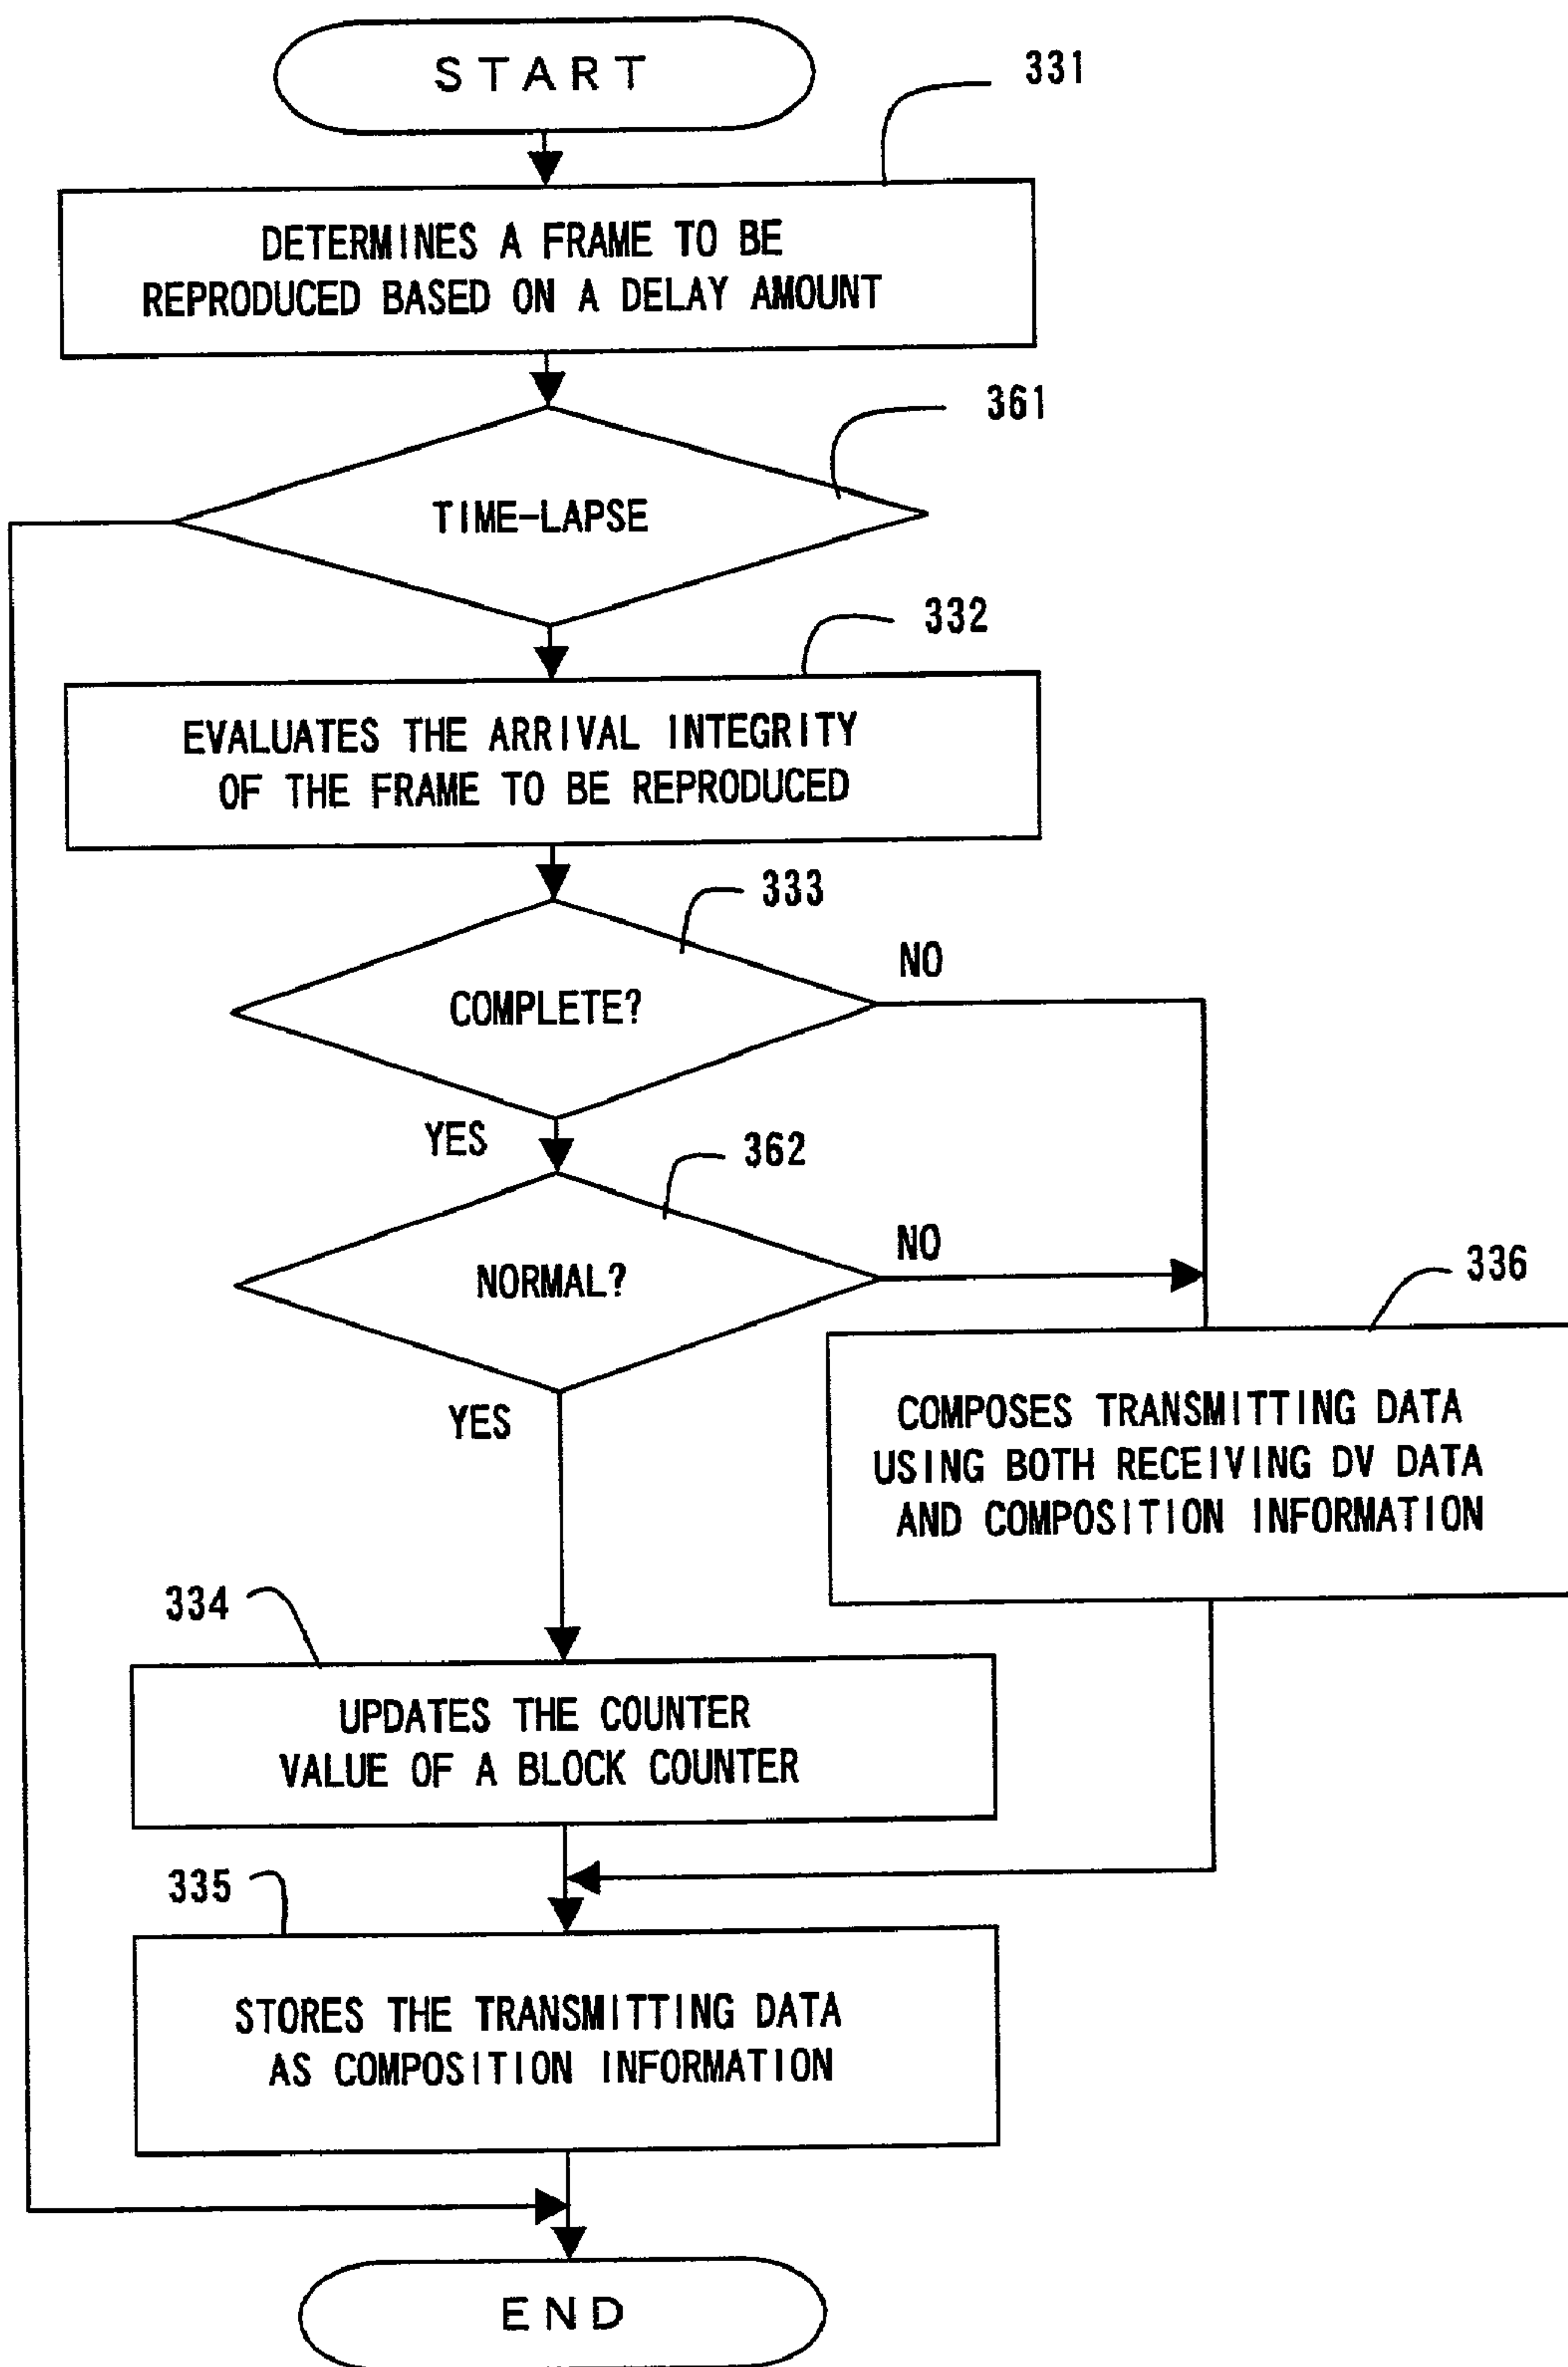 START
331
DETERMINES A FRAME TO BE
REPRODUCED BASED ON A DELAY AMOUNT
361
TIME-LAPSE
332
EVALUATES THE ARRIVAL INTEGRITY
OF THE FRAME TO BE REPRODUCED
333
COMPLETE?
NO
YES
362
NORMAL?
NO
336
YES
COMPOSES TRANSMITTING DATA
USING BOTH RECEIVING DV DATA
AND COMPOSITION INFORMATION
334
UPDATES THE COUNTER
VALUE OF A BLOCK COUNTER
335
STORES THE TRANSMITTING DATA
AS COMPOSITION INFORMATION
END